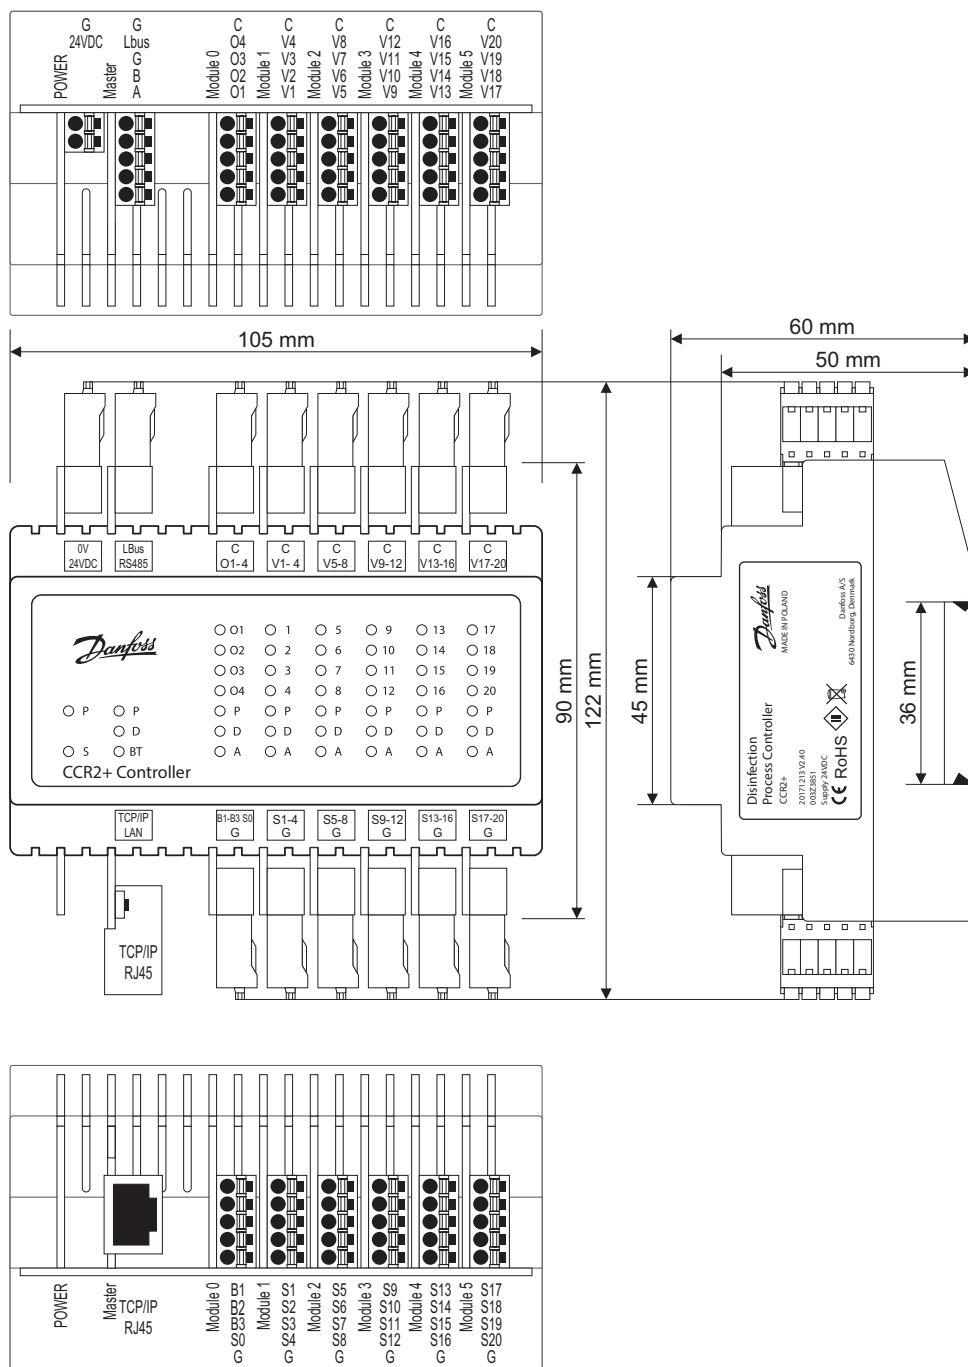 G G C C C C C C
24VDC Lbus O4 V4 V8 V12 V16 V20
G O3 V3 V7 V11 V15 V19
B O2 V2 V6 V10 V14 V18
A O1 V1 V5 V9 V13 V17
POWER
Master
Module 0
Module 1
Module 2
Module 3
Module 4
Module 5
105 mm
60 mm
50 mm
0V LBus C C C C C C
24VDC RS485 O1-4 V1-4 V5-8 V9-12 V13-16 V17-20
Danfoss
O1 1 5 9 13 17
O2 2 6 10 14 18
O3 3 7 11 15 19
O4 4 8 12 16 20
P P P P P P P P
D D D D D D D
S BT A A A A A A
CCR2+ Controller
TCP/IP B1-B3 S0 S1-4 S5-8 S9-12 S13-16 S17-20
LAN G G G G G G
TCP/IP
RJ45
90 mm
122 mm
45 mm
36 mm
Danfoss
MADE IN POLAND
Danfoss A/S
6430 Nordborg, Denmark
Disinfection
Process Controller
CCR2+
20171213 V2.40
003Z3851
Supply 24VDC
CE RoHS
III
POWER
Master
TCP/IP
RJ45
Module 0
Module 1
Module 2
Module 3
Module 4
Module 5
B1 S1 S5 S9 S13 S17
B2 S2 S6 S10 S14 S18
B3 S3 S7 S11 S15 S19
S0 S4 S8 S12 S16 S20
G G G G G G